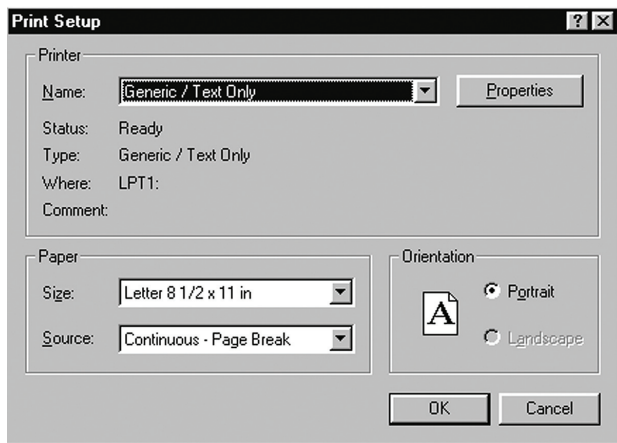 Print Setup
Printer
Name: Generic / Text Only Properties
Status: Ready
Type: Generic / Text Only
Where: LPT1:
Comment:
Paper
Size: Letter 8 1/2 x 11 in
Source: Continuous - Page Break
Orientation
A
Portrait
Landscape
OK Cancel